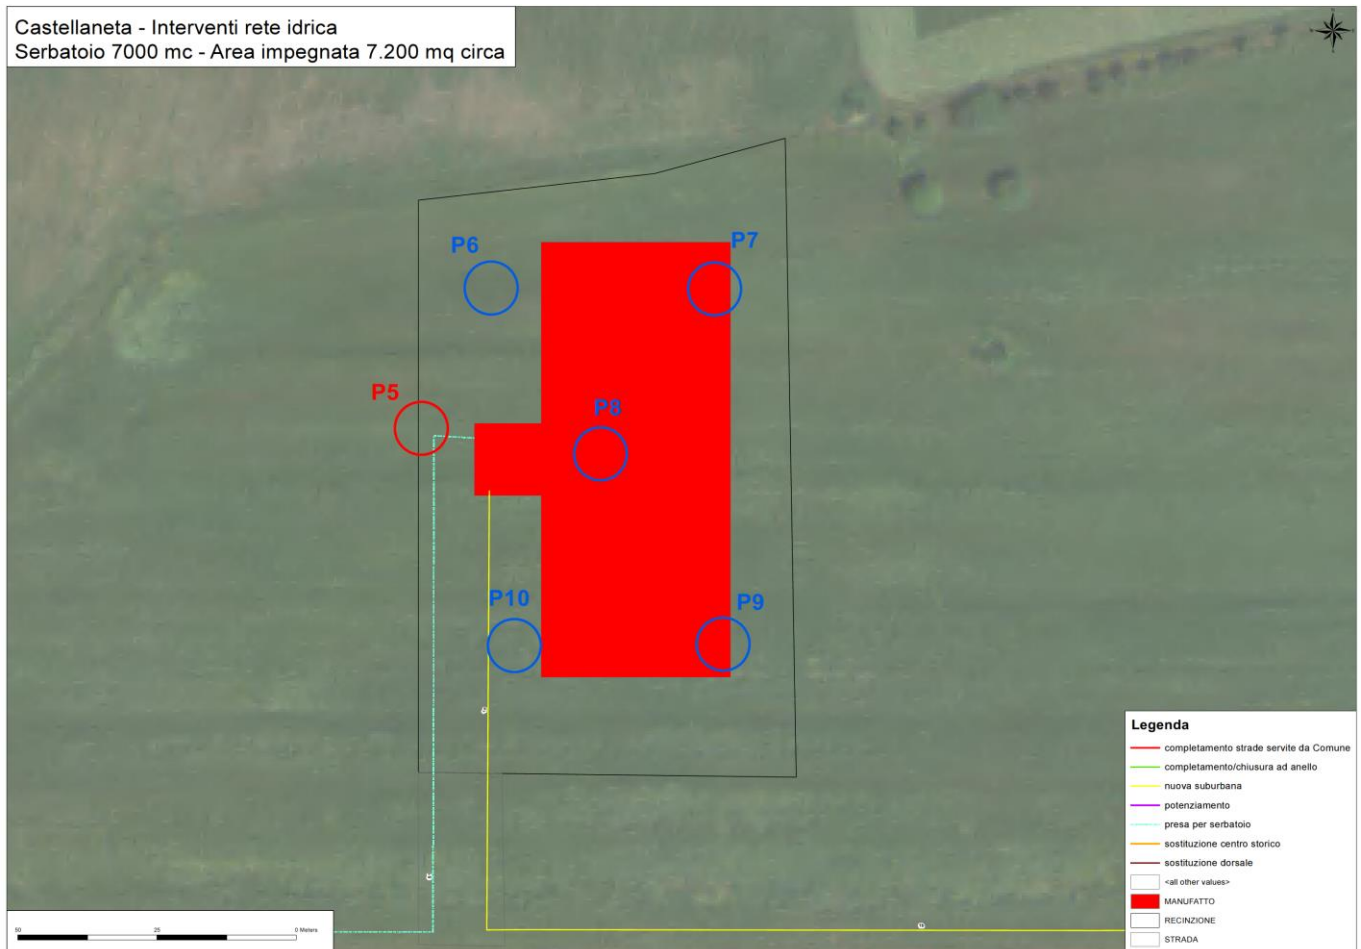 Castellaneta - Interventi rete idrica
Serbatoio 7000 mc - Area impegnata 7.200 mq circa
P6
P7
P5
P8
P10
P9
Legenda
completamento strade servite da Comune
completamento/chiusura ad anello
nuova suburbana
potenziamento
presa per serbatoio
sostituzione centro storico
sostituzione dorsale
<all other values>
MANUFATTO
RECINZIONE
STRADA
50 25 0 Meters